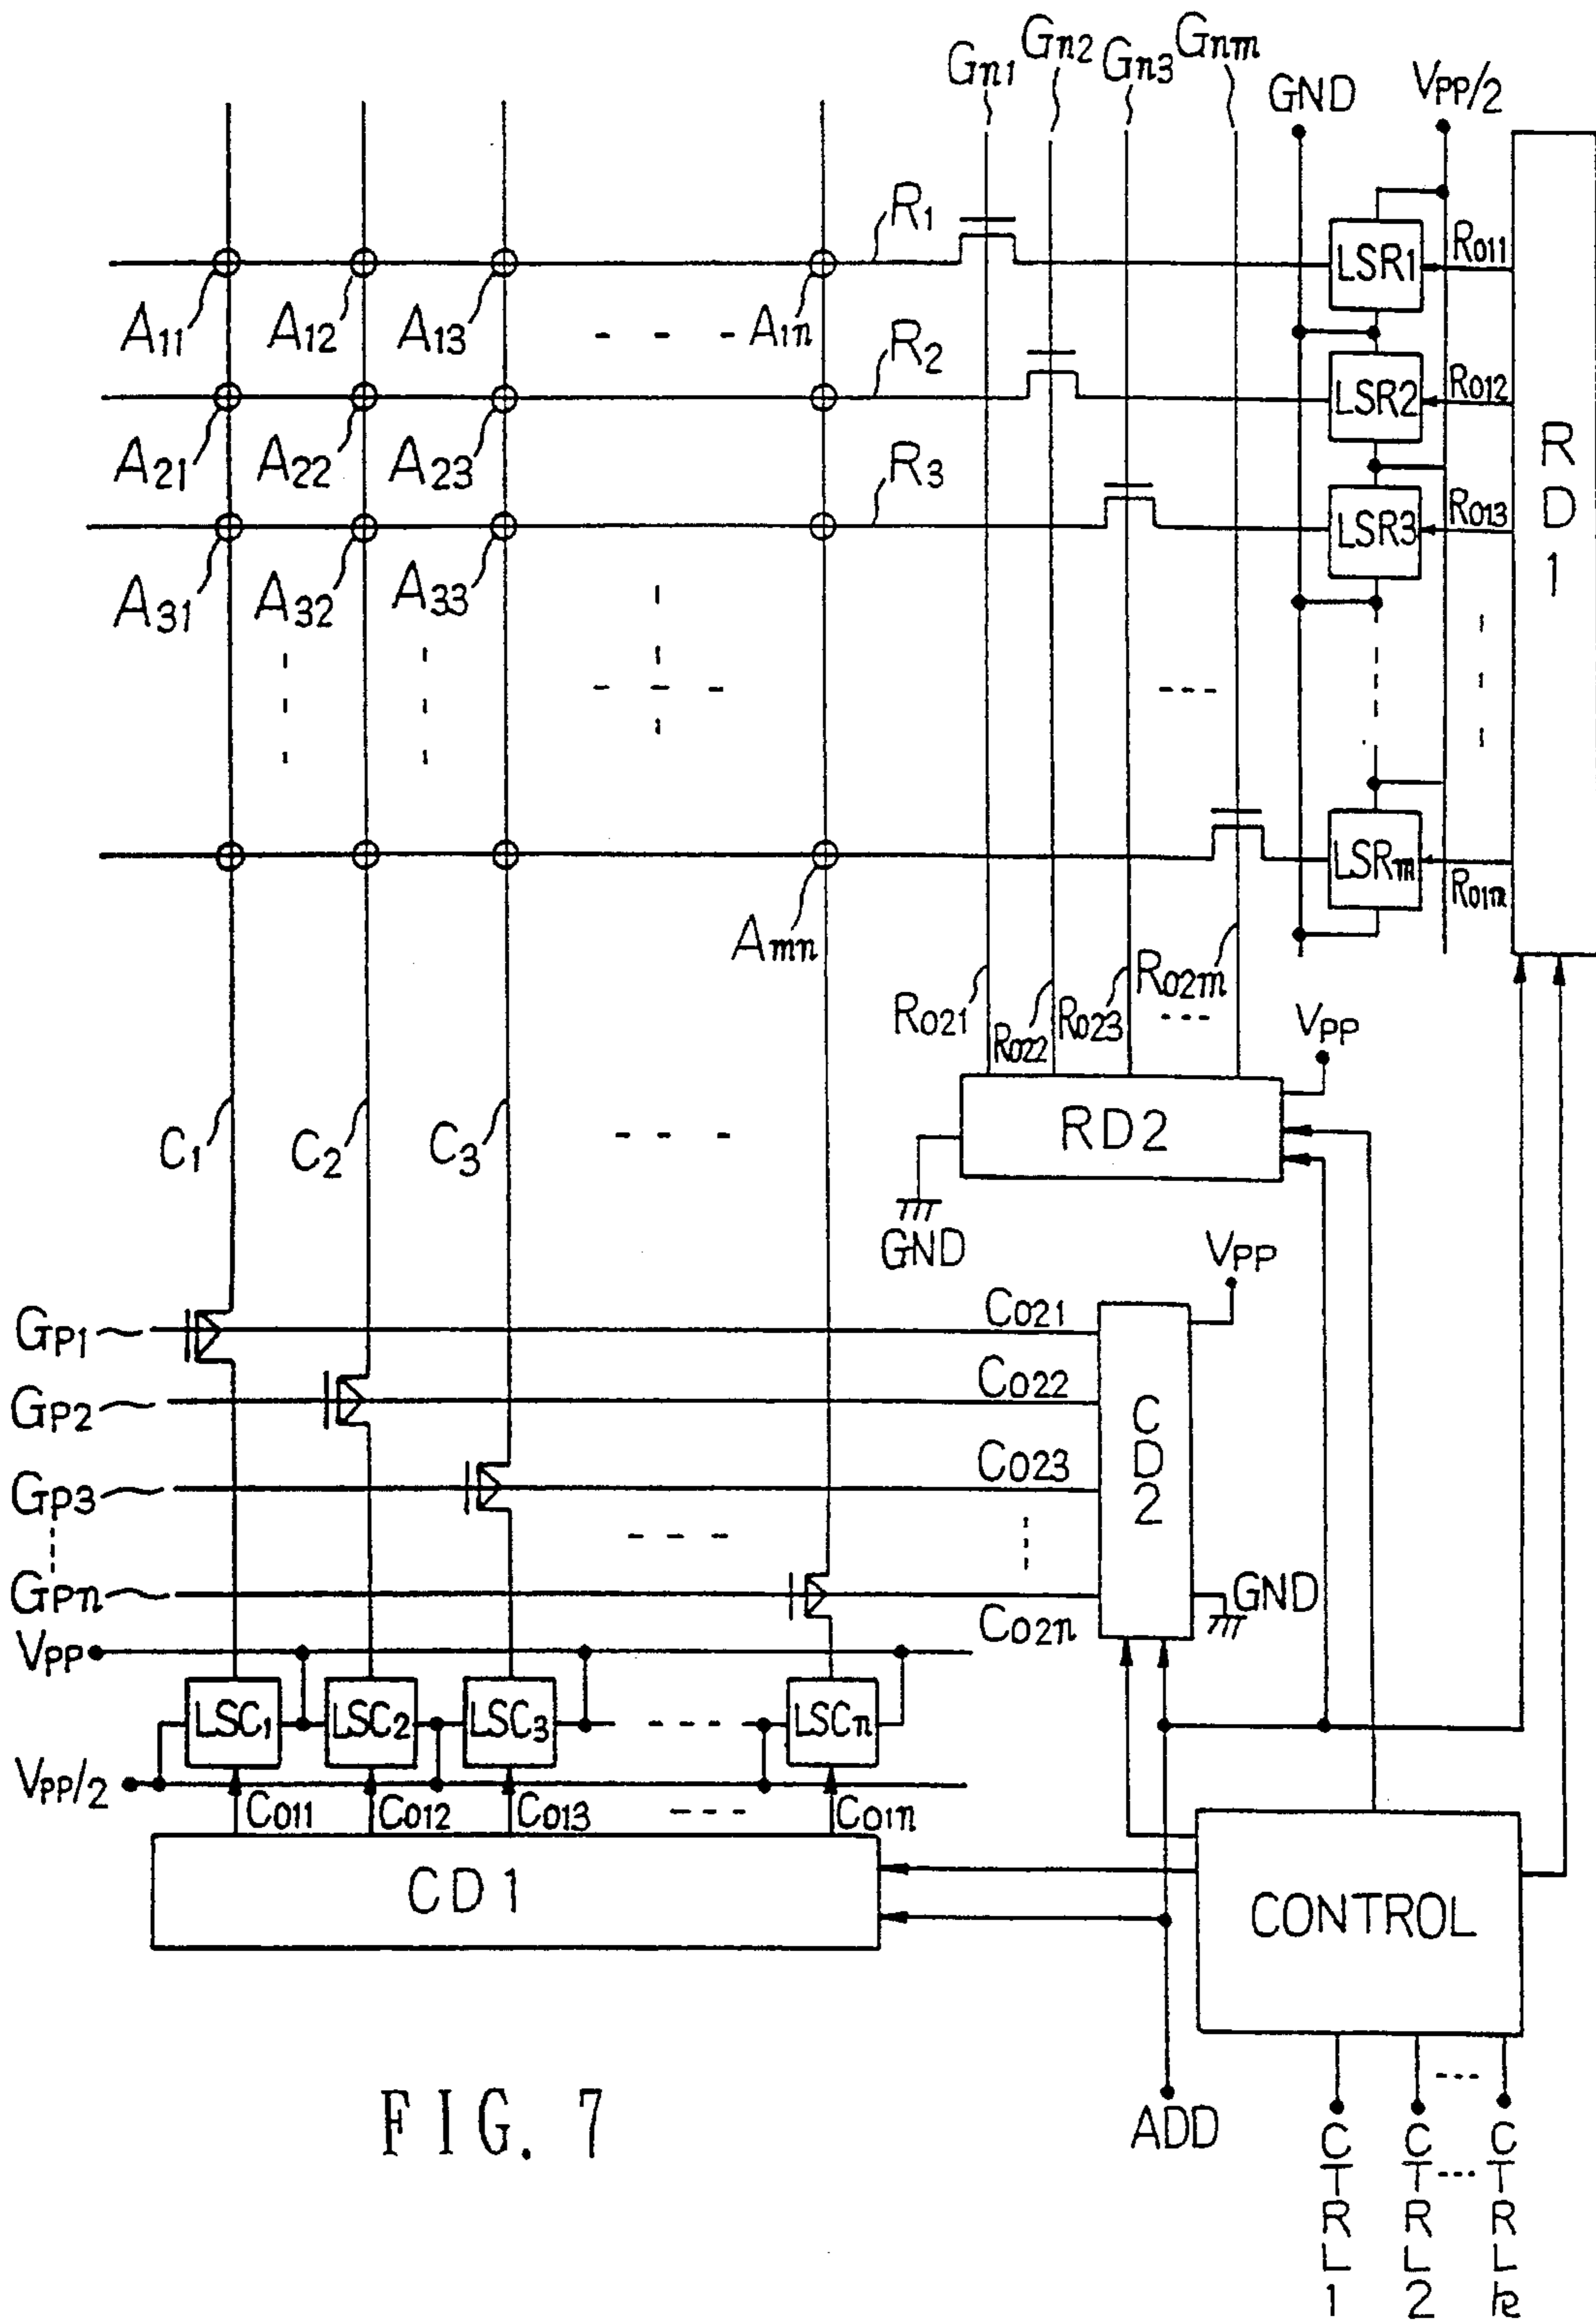 Gn1 Gn2 Gn3 Gnm GND VPP/2
R1 LSR1 R011
A11 A12 A13 - - - A1n
R2 LSR2 R012
A21 A22 A23
R3 LSR3 R013
A31 A32 A33
RD1
LSRm R01m
Amn
R021 R022 R023 R02m
---
VPP
RD2
C1 C2 C3 - - -
GND
VPP
GP1 C021
GP2 C022
CD2
GP3 C023
GPn C02n GND
VPP
LSC1 LSC2 LSC3 ---- LSCn
VPP/2
C011 C012 C013 --- C01n
CD1
CONTROL
ADD
CTRL1 CTRL2 --- CTRLk
FIG. 7